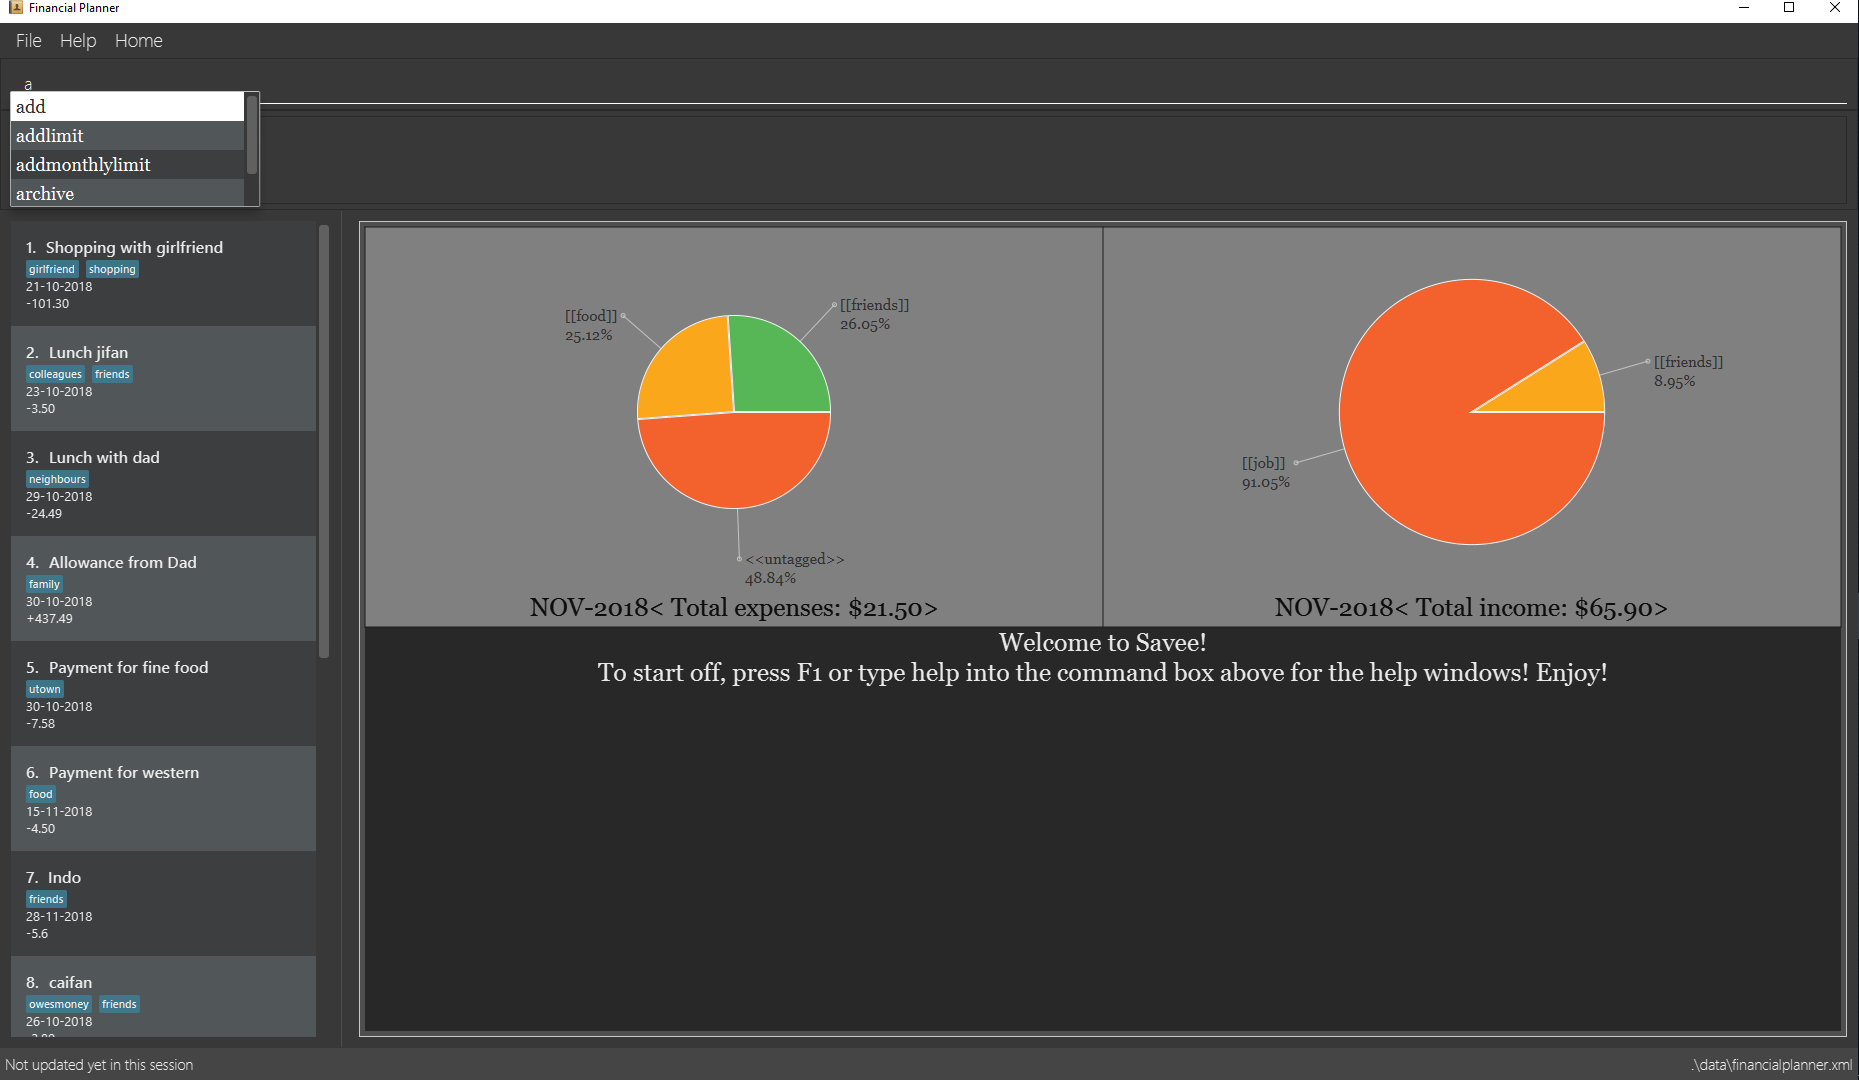 Financial Planner
File Help Home
a
add
addlimit
addmonthlylimit
archive
1. Shopping with girlfriend
girlfriend shopping
21-10-2018
-101.30
2. Lunch jifan
colleagues friends
23-10-2018
-3.50
3. Lunch with dad
neighbours
29-10-2018
-24.49
4. Allowance from Dad
family
30-10-2018
+437.49
5. Payment for fine food
utown
30-10-2018
-7.58
6. Payment for western
food
15-11-2018
-4.50
7. Indo
friends
28-11-2018
-5.6
8. caifan
owesmoney friends
26-10-2018
[[food]]
25.12%
[[friends]]
26.05%
<<untagged>>
48.84%
NOV-2018< Total expenses: $21.50>
[[friends]]
8.95%
[[job]]
91.05%
NOV-2018< Total income: $65.90>
Welcome to Savee!
To start off, press F1 or type help into the command box above for the help windows! Enjoy!
Not updated yet in this session
.\data\financialplanner.xml